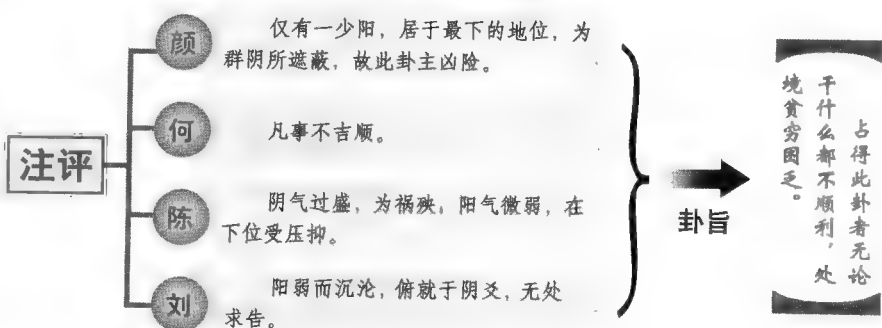 注评
颜
仅有一少阳，居于最下的地位，为
群阴所遮蔽，故此卦主凶险。
何
凡事不吉顺。
陈
阴气过盛，为祸殃，阳气微弱，在
下位受压抑。
刘
阳弱而沉沦，俯就于阴爻，无处
求告。
卦旨
占得此卦者无论
干什么都不顺利，处
境贫穷困乏。